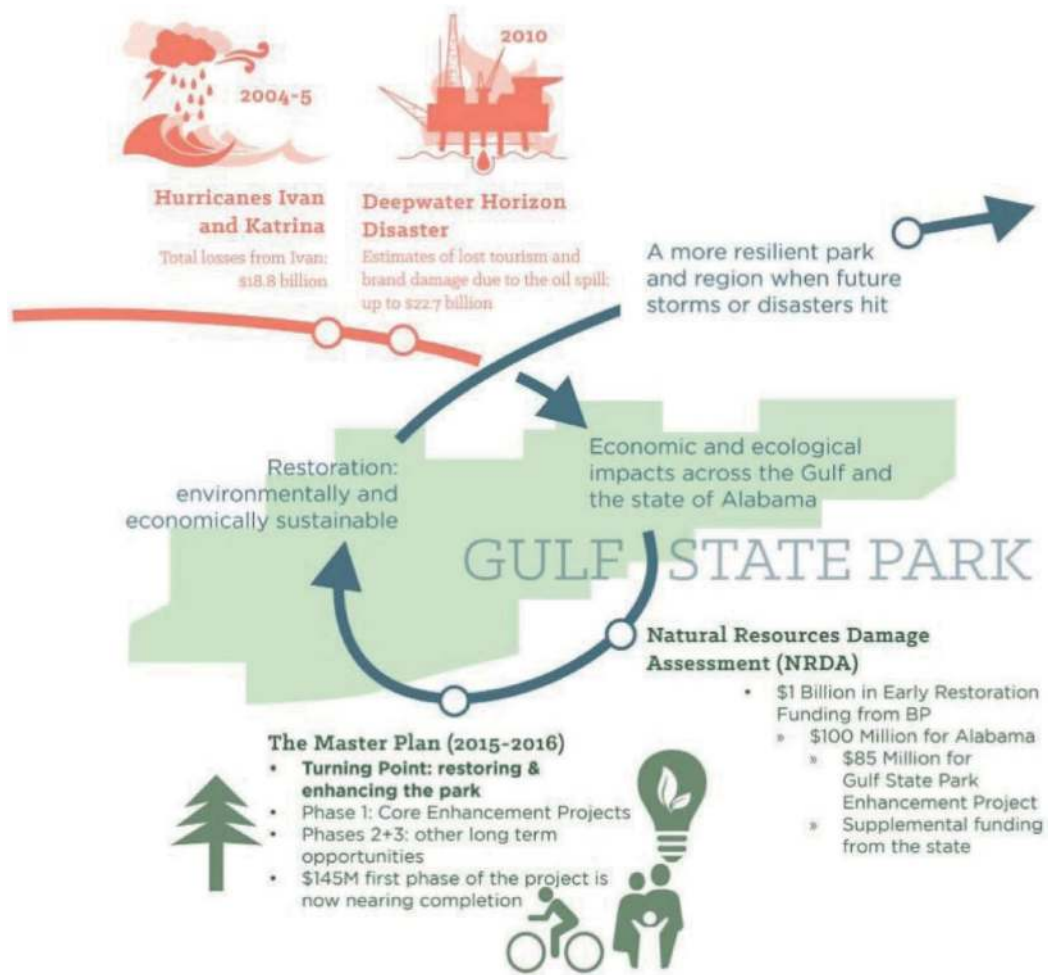 2004-5
Hurricanes Ivan
and Katrina
Total losses from Ivan:
$18.8 billion
2010
Deepwater Horizon
Disaster
Estimates of lost tourism and
brand damage due to the oil spill:
up to $22.7 billion
A more resilient park
and region when future
storms or disasters hit
Restoration:
environmentally and
economically sustainable
Economic and ecological
impacts across the Gulf and
the state of Alabama
GULF STATE PARK
Natural Resources Damage
Assessment (NRDA)
• $1 Billion in Early Restoration
Funding from BP
» $100 Million for Alabama
» $85 Million for
Gulf State Park
Enhancement Project
» Supplemental funding
from the state
The Master Plan (2015-2016)
• Turning Point: restoring &
enhancing the park
• Phase 1: Core Enhancement Projects
• Phases 2+3: other long term
opportunities
• $145M first phase of the project is
now nearing completion